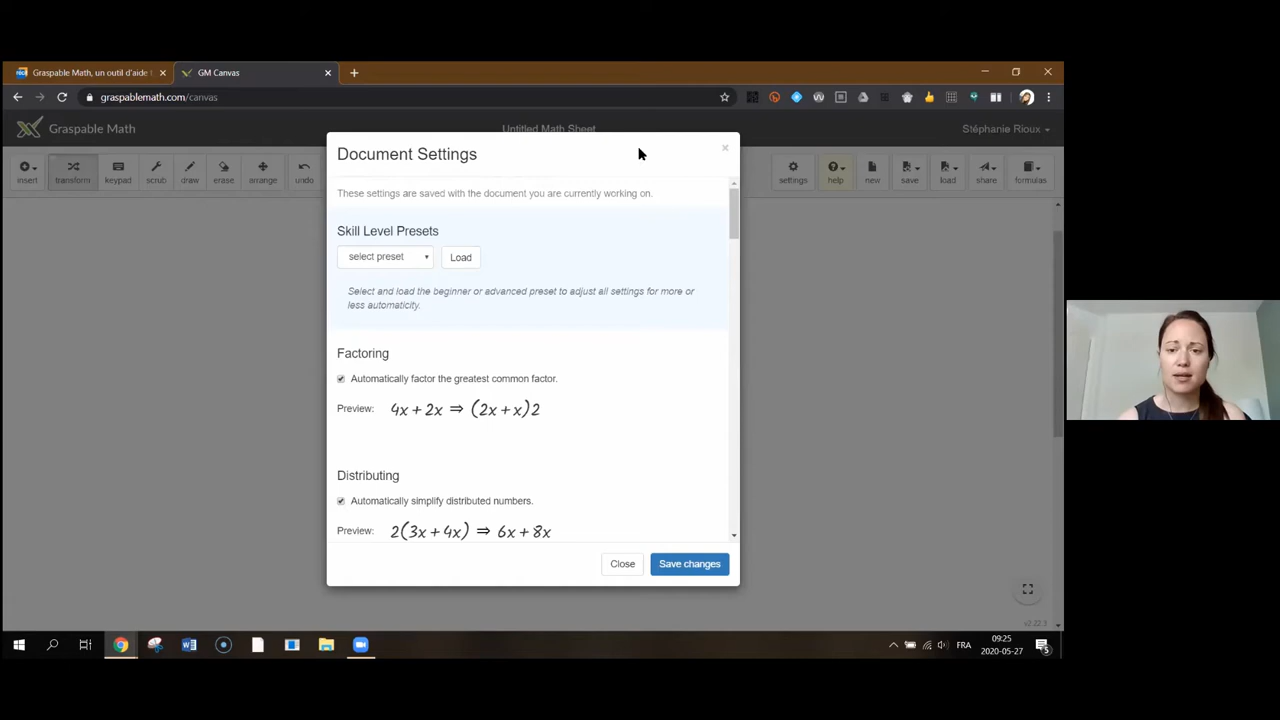 Graspable Math, un outil d'aide
GM Canvas
graspablemath.com/canvas
Graspable Math
Untitled Math Sheet
Stéphanie Rioux
insert
transform
keypad
scrub
draw
erase
arrange
undo
settings
help
new
save
load
share
formulas
Document Settings
These settings are saved with the document you are currently working on.
Skill Level Presets
select preset
Load
Select and load the beginner or advanced preset to adjust all settings for more or
less automaticity.
Factoring
Automatically factor the greatest common factor.
Preview: 4x + 2x ⇒ (2x + x)2
Distributing
Automatically simplify distributed numbers.
Preview: 2(3x + 4x) ⇒ 6x + 8x
Close
Save changes
v2.22.1
FRA
09:25
2020-05-27
5